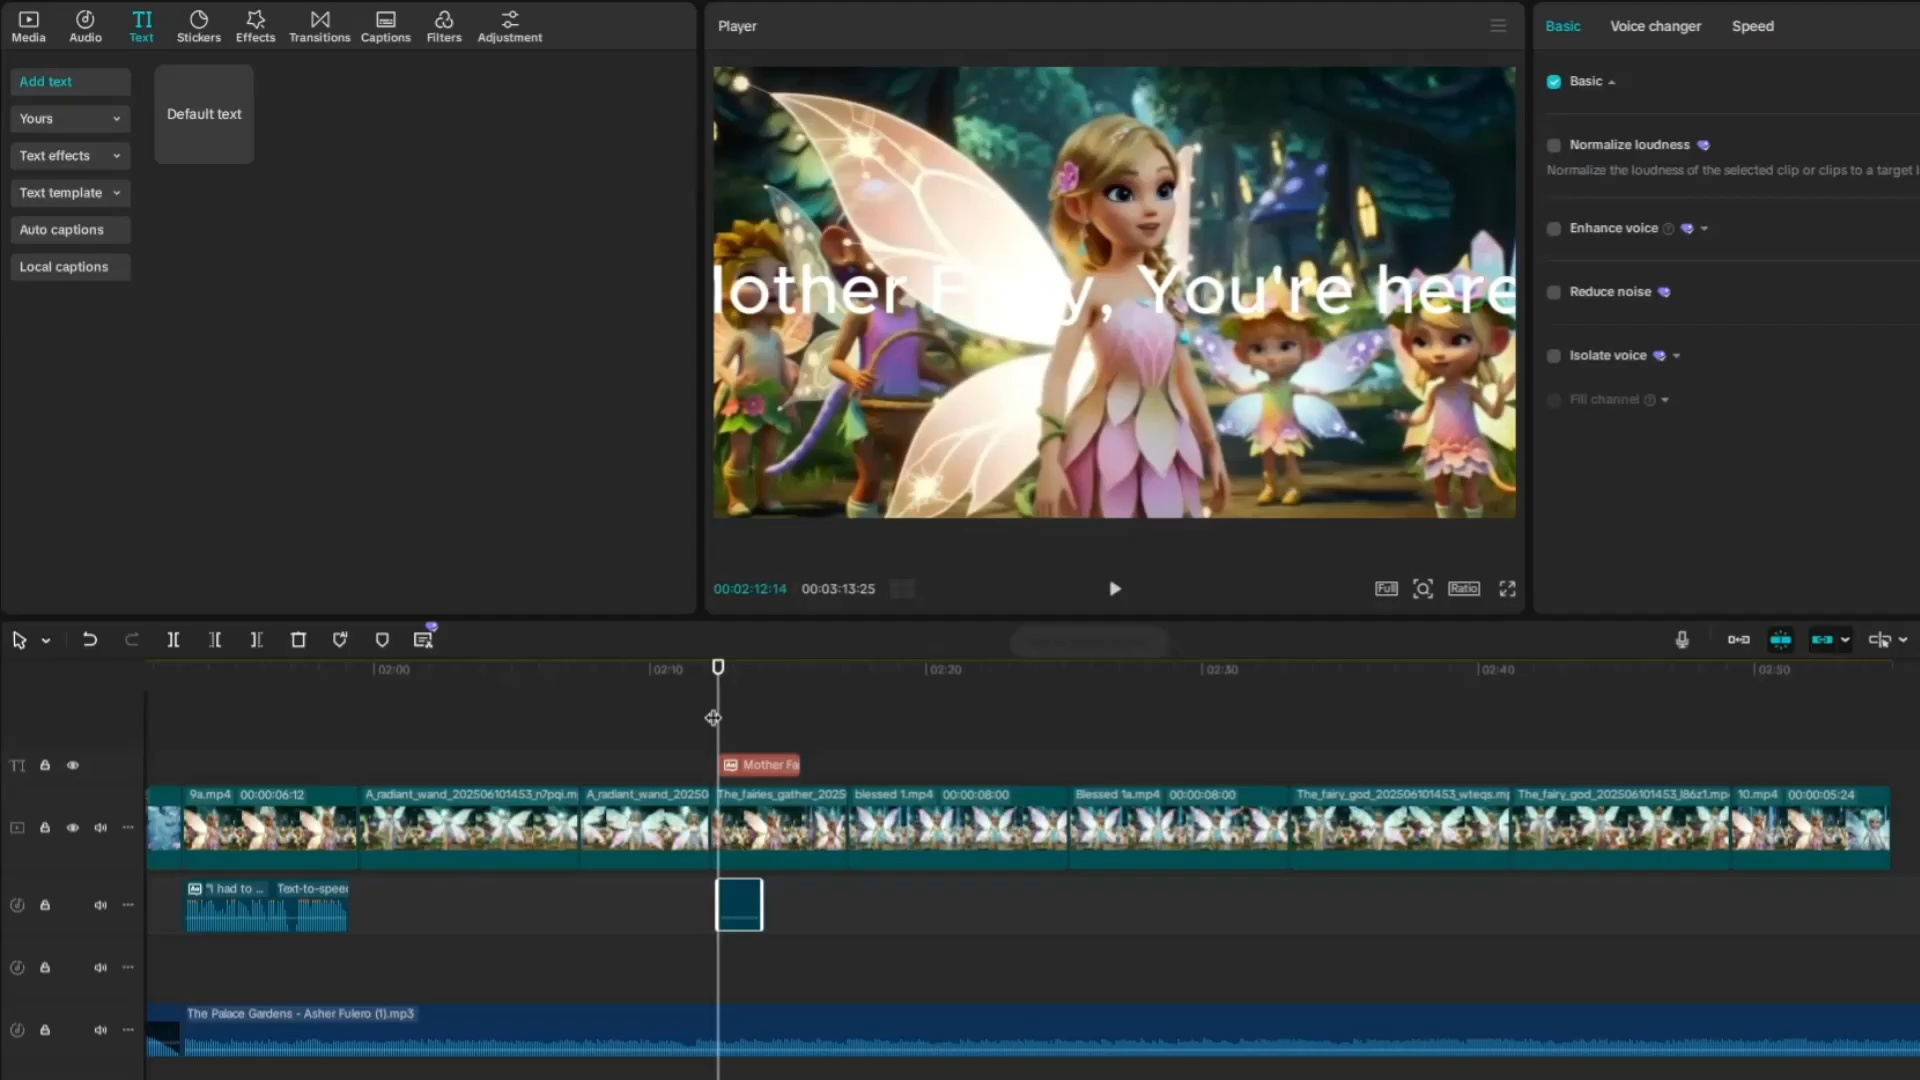 Media
Audio
Text
Stickers
Effects
Transitions
Captions
Filters
Adjustment
Add text
Yours
Text effects
Text template
Auto captions
Local captions
Default text
Player
lother F y, You're here
00:02:12:14
00:03:13:25
Full
Ratio
Basic
Voice changer
Speed
Basic
Normalize loudness
Normalize the loudness of the selected clip or clips to a target l
Enhance voice
Reduce noise
Isolate voice
Fill channel
02:00
02:10
02:20
02:30
02:40
02:50
Mother Fa
9a.mp4 00:00:06:12
A_radiant_wand_202506101453_n7pqi.m
A_radiant_wand_20250
The_fairies_gather_2025
blessed 1.mp4 00:00:08:00
Blessed 1a.mp4 00:00:08:00
The_fairy_god_202506101453_wteqs.mp
The_fairy_god_202506101453_l86z1.mp4
10.mp4 00:00:05:24
"I had to ... Text-to-speec
The Palace Gardens - Asher Fulero (1).mp3